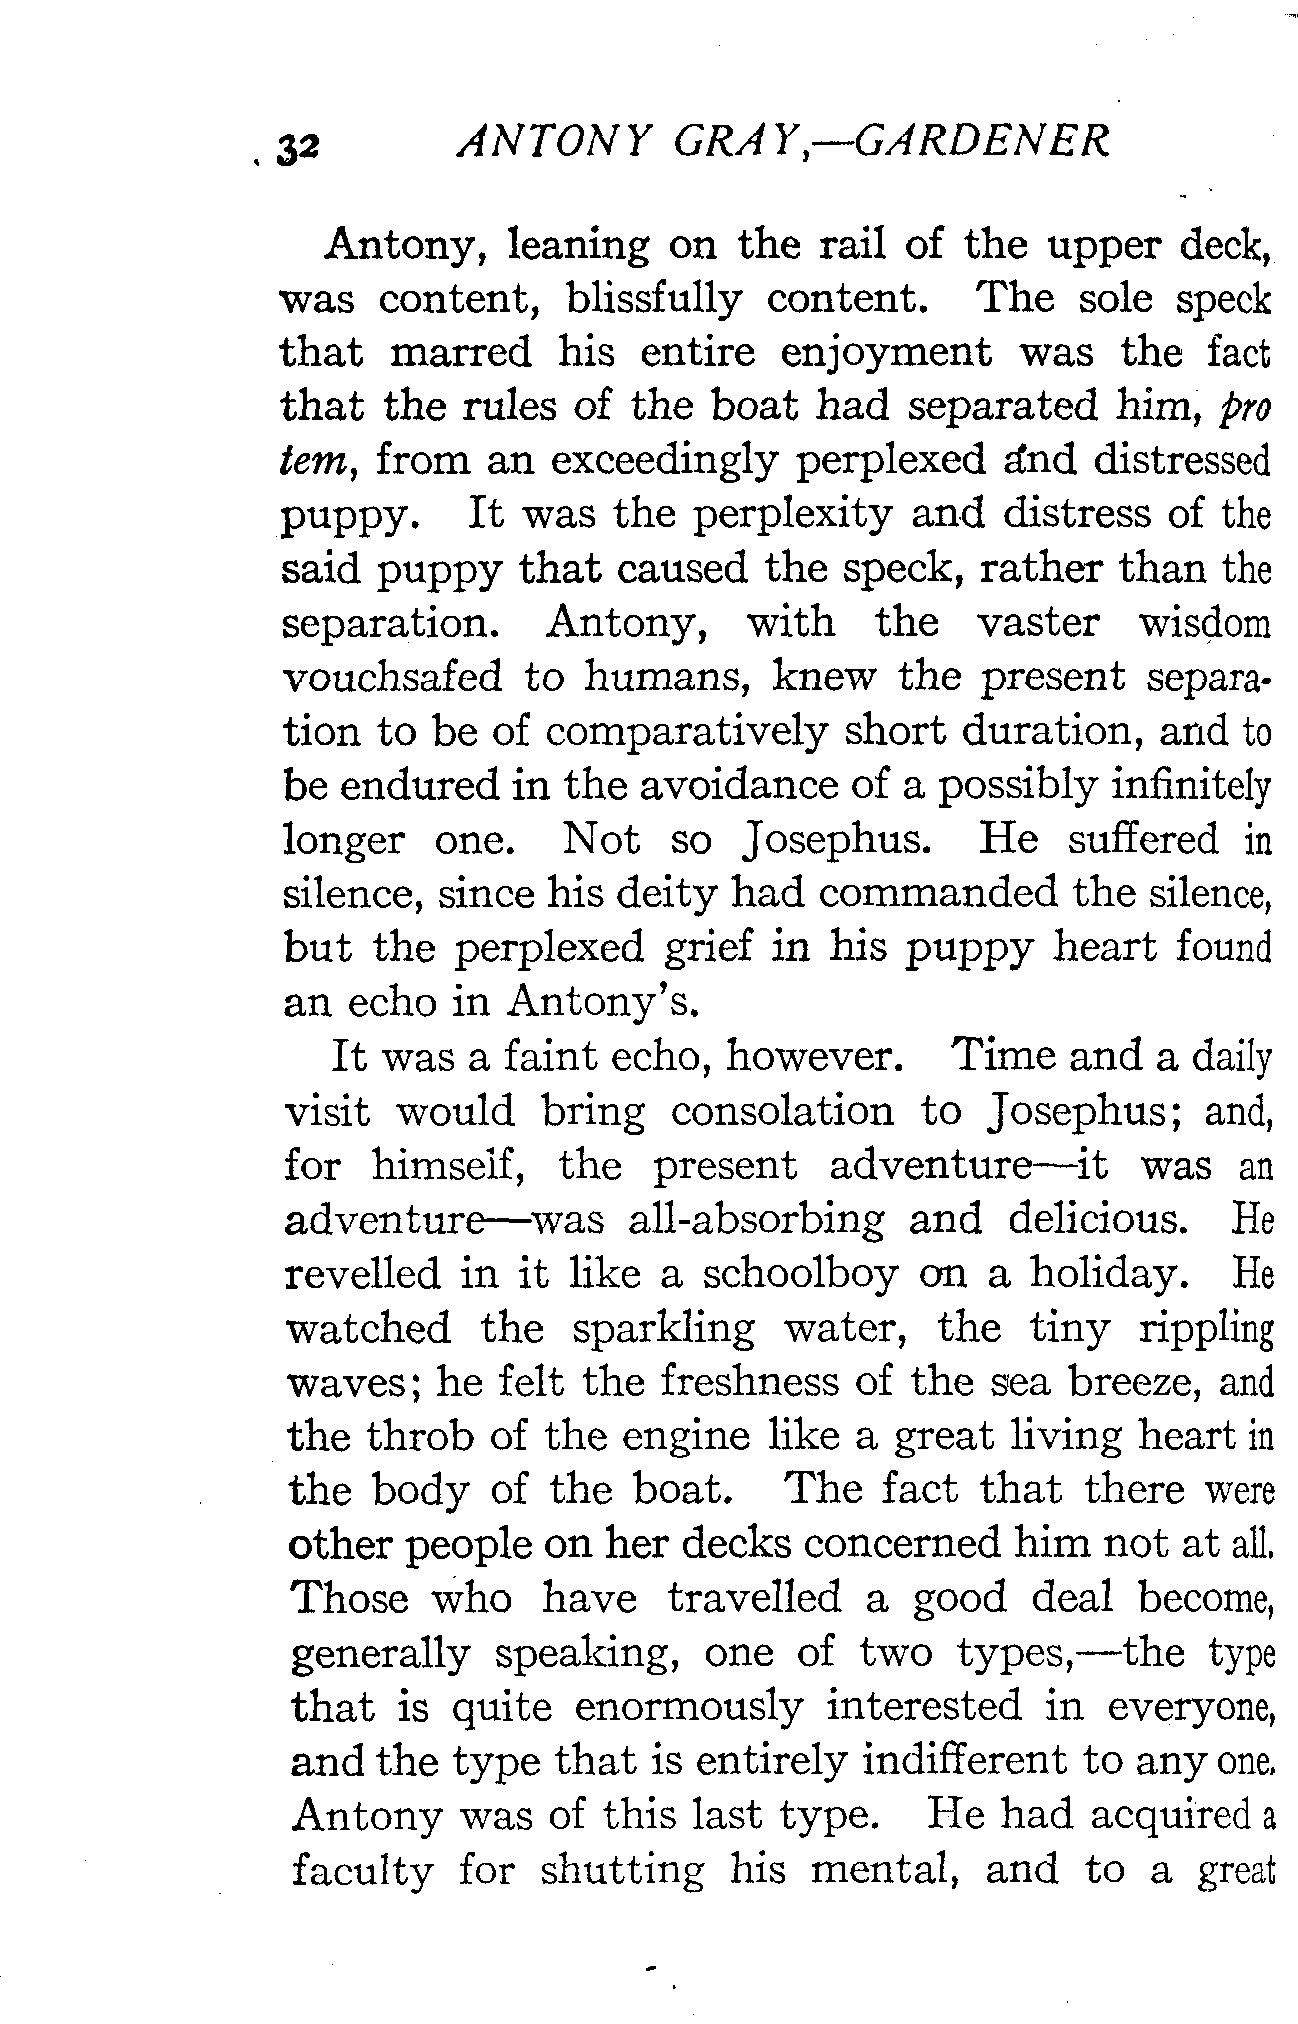 32 ANTONY GRAY,—GARDENER
Antony, leaning on the rail of the upper deck,
was content, blissfully content. The sole speck
that marred his entire enjoyment was the fact
that the rules of the boat had separated him, pro
tem, from an exceedingly perplexed and distressed
puppy. It was the perplexity and distress of the
said puppy that caused the speck, rather than the
separation. Antony, with the vaster wisdom
vouchsafed to humans, knew the present separa-
tion to be of comparatively short duration, and to
be endured in the avoidance of a possibly infinitely
longer one. Not so Josephus. He suffered in
silence, since his deity had commanded the silence,
but the perplexed grief in his puppy heart found
an echo in Antony's.
It was a faint echo, however. Time and a daily
visit would bring consolation to Josephus; and,
for himself, the present adventure—it was an
adventure—was all-absorbing and delicious. He
revelled in it like a schoolboy on a holiday. He
watched the sparkling water, the tiny rippling
waves; he felt the freshness of the sea breeze, and
the throb of the engine like a great living heart in
the body of the boat. The fact that there were
other people on her decks concerned him not at all.
Those who have travelled a good deal become,
generally speaking, one of two types,—the type
that is quite enormously interested in everyone,
and the type that is entirely indifferent to any one.
Antony was of this last type. He had acquired a
faculty for shutting his mental, and to a great